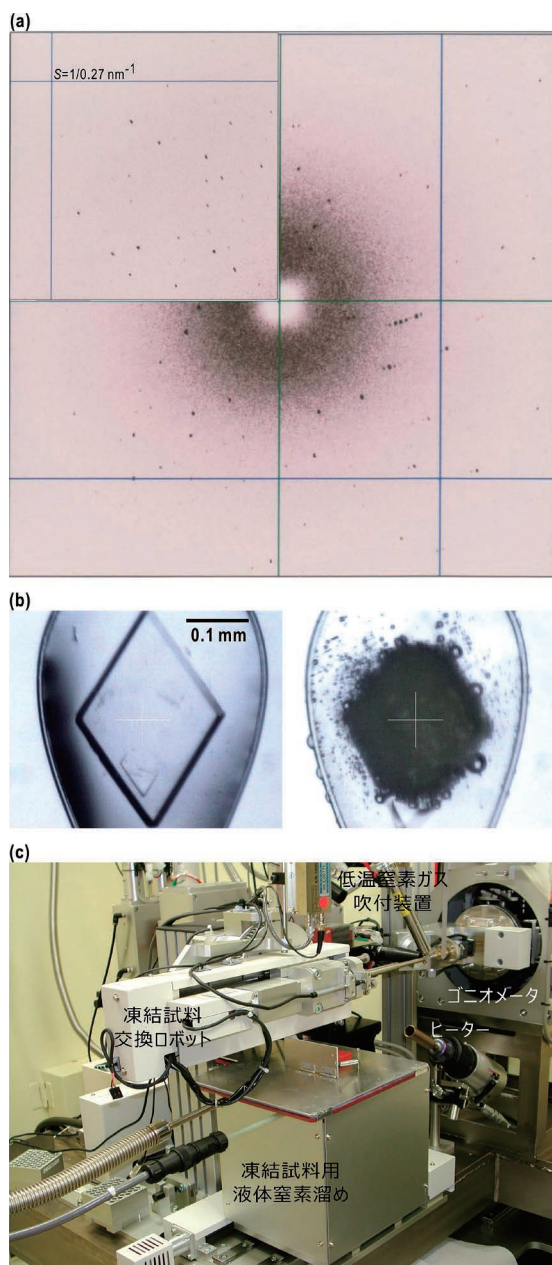 (a)
S=1/0.27 nm⁻¹
(b)
0.1 mm
(c)
低温窒素ガス
吹付装置
ゴニオメータ
凍結試料
交換ロボット
ヒーター
凍結試料用
液体窒素溜め